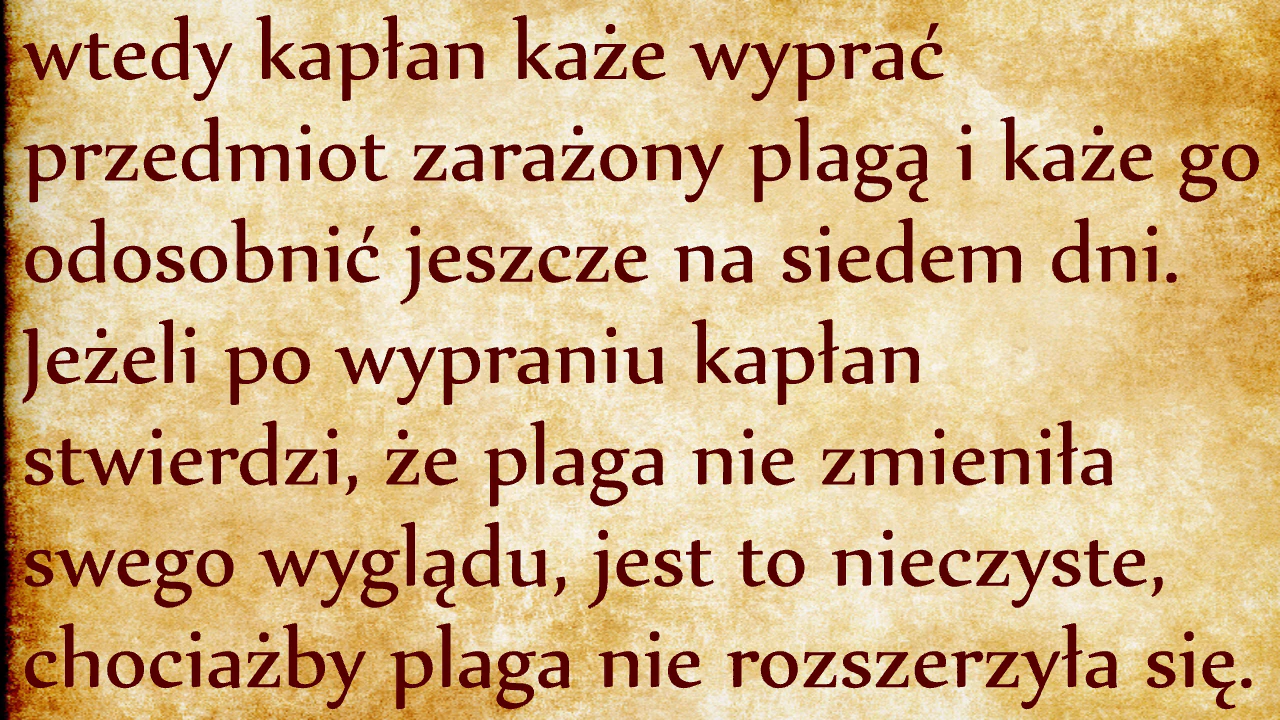 wtedy kapłan każe wyprać
przedmiot zarażony plagą i każe go
odosobnić jeszcze na siedem dni.
Jeżeli po wypraniu kapłan
stwierdzi, że plaga nie zmieniła
swego wyglądu, jest to nieczyste,
chociażby plaga nie rozszerzyła się.